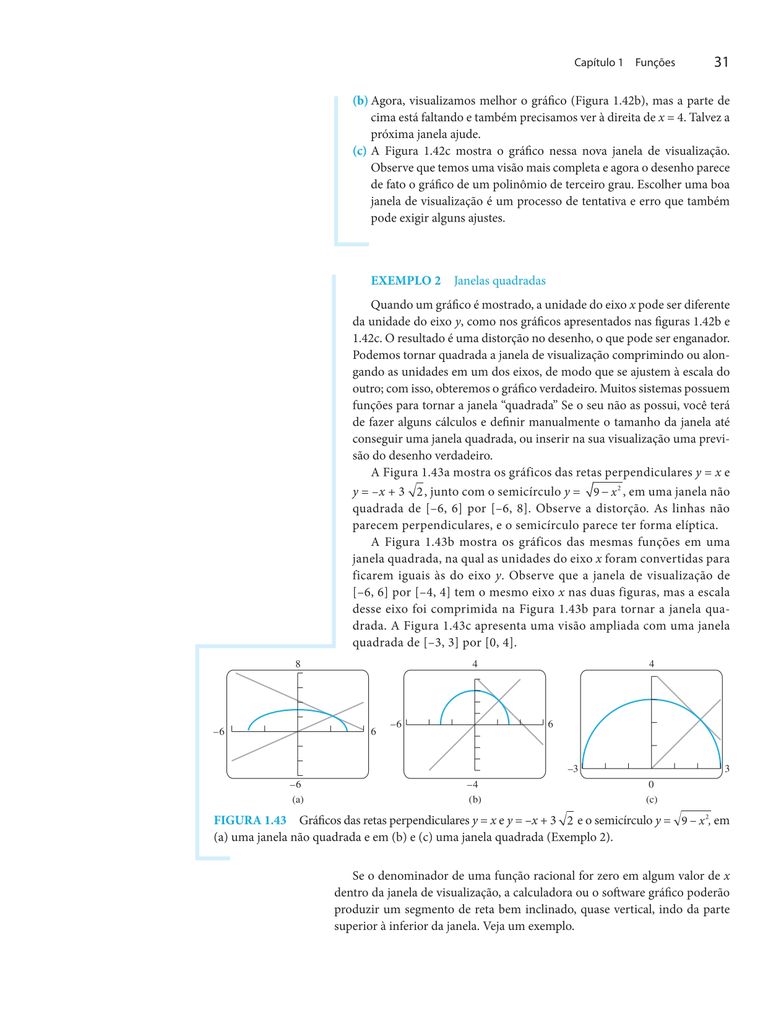 Capítulo 1 Funções 31
(b) Agora, visualizamos melhor o gráfico (Figura 1.42b), mas a parte de
cima está faltando e também precisamos ver à direita de x = 4. Talvez a
próxima janela ajude.
(c) A Figura 1.42c mostra o gráfico nessa nova janela de visualização.
Observe que temos uma visão mais completa e agora o desenho parece
de fato o gráfico de um polinômio de terceiro grau. Escolher uma boa
janela de visualização é um processo de tentativa e erro que também
pode exigir alguns ajustes.
EXEMPLO 2 Janelas quadradas
Quando um gráfico é mostrado, a unidade do eixo x pode ser diferente
da unidade do eixo y, como nos gráficos apresentados nas figuras 1.42b e
1.42c. O resultado é uma distorção no desenho, o que pode ser enganador.
Podemos tornar quadrada a janela de visualização comprimindo ou alon-
gando as unidades em um dos eixos, de modo que se ajuste à escala do
outro; com isso, obteremos o gráfico verdadeiro. Muitos sistemas possuem
funções para tornar a janela “quadrada” Se o seu não as possui, você terá
de fazer alguns cálculos e definir manualmente o tamanho da janela até
conseguir uma janela quadrada, ou inserir na sua visualização uma previ-
são do desenho verdadeiro.
A Figura 1.43a mostra os gráficos das retas perpendiculares y = x e
y = –x + 3 √2, junto com o semicírculo y = √9 – x², em uma janela não
quadrada de [–6, 6] por [–6, 8]. Observe a distorção. As linhas não
parecem perpendiculares, e o semicírculo parece ter forma elíptica.
A Figura 1.43b mostra os gráficos das mesmas funções em uma
janela quadrada, na qual as unidades do eixo x foram convertidas para
ficarem iguais às do eixo y. Observe que a janela de visualização de
[–6, 6] por [–4, 4] tem o mesmo eixo x nas duas figuras, mas a escala
desse eixo foi comprimida na Figura 1.43b para tornar a janela qua-
drada. A Figura 1.43c apresenta uma visão ampliada com uma janela
quadrada de [–3, 3] por [0, 4].
8 4 4
–6 6 –6 6
–3 3
–6 –4 0
(a) (b) (c)
FIGURA 1.43 Gráficos das retas perpendiculares y = x e y = –x + 3 √2 e o semicírculo y = √9 – x², em
(a) uma janela não quadrada e em (b) e (c) uma janela quadrada (Exemplo 2).
Se o denominador de uma função racional for zero em algum valor de x
dentro da janela de visualização, a calculadora ou o software gráfico poderão
produzir um segmento de reta bem inclinado, quase vertical, indo da parte
superior à inferior da janela. Veja um exemplo.